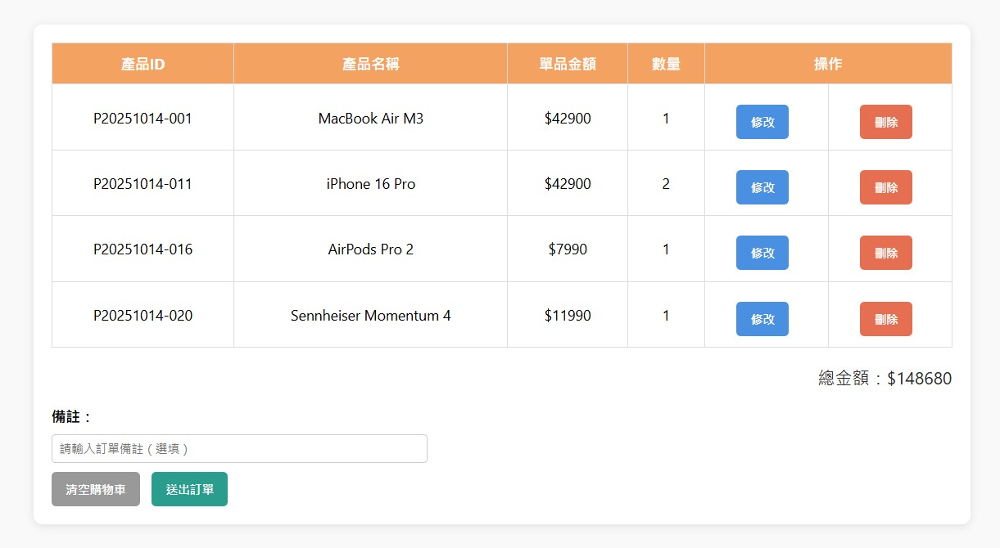 產品ID 產品名稱 單品金額 數量 操作
P20251014-001 MacBook Air M3 $42900 1 修改 刪除
P20251014-011 iPhone 16 Pro $42900 2 修改 刪除
P20251014-016 AirPods Pro 2 $7990 1 修改 刪除
P20251014-020 Sennheiser Momentum 4 $11990 1 修改 刪除
總金額：$148680
備註：
請輸入訂單備註（選填）
清空購物車 送出訂單